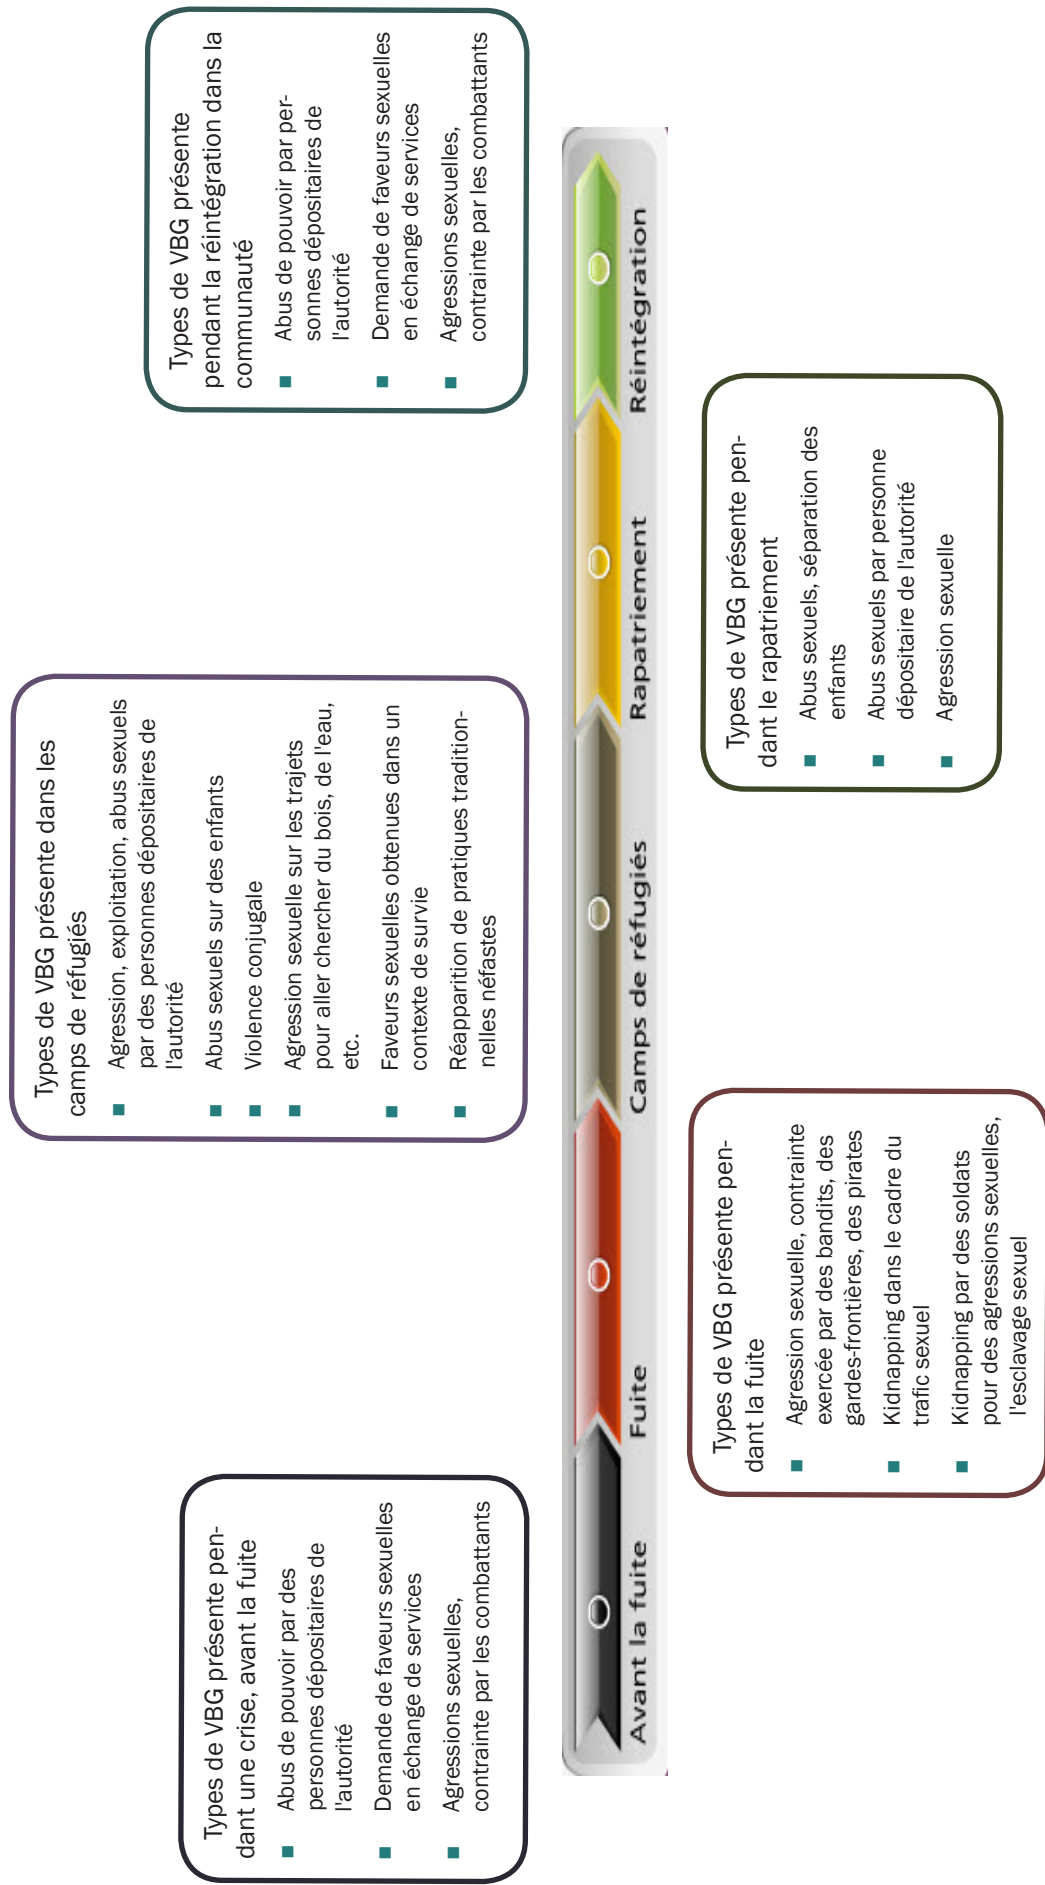 Types de VBG présente pen-
dant une crise, avant la fuite
Abus de pouvoir par des
personnes dépositaires de
l'autorité
Demande de faveurs sexuelles
en échange de services
Agressions sexuelles,
contrainte par les combattants
Types de VBG présente dans les
camps de réfugiés
Agression, exploitation, abus sexuels
par des personnes dépositaires de
l'autorité
Abus sexuels sur des enfants
Violence conjugale
Agression sexuelle sur les trajets
pour aller chercher du bois, de l'eau,
etc.
Faveurs sexuelles obtenues dans un
contexte de survie
Réapparition de pratiques tradition-
nelles néfastes
Types de VBG présente
pendant la réintégration dans la
communauté
Abus de pouvoir par per-
sonnes dépositaires de
l'autorité
Demande de faveurs sexuelles
en échange de services
Agressions sexuelles,
contrainte par les combattants
Avant la fuite
Fuite
Camps de réfugiés
Rapatriement
Réintégration
Types de VBG présente pen-
dant la fuite
Agression sexuelle, contrainte
exercée par des bandits, des
gardes-frontières, des pirates
Kidnapping dans le cadre du
trafic sexuel
Kidnapping par des soldats
pour des agressions sexuelles,
l'esclavage sexuel
Types de VBG présente pen-
dant le rapatriement
Abus sexuels, séparation des
enfants
Abus sexuels par personne
dépositaire de l'autorité
Agression sexuelle